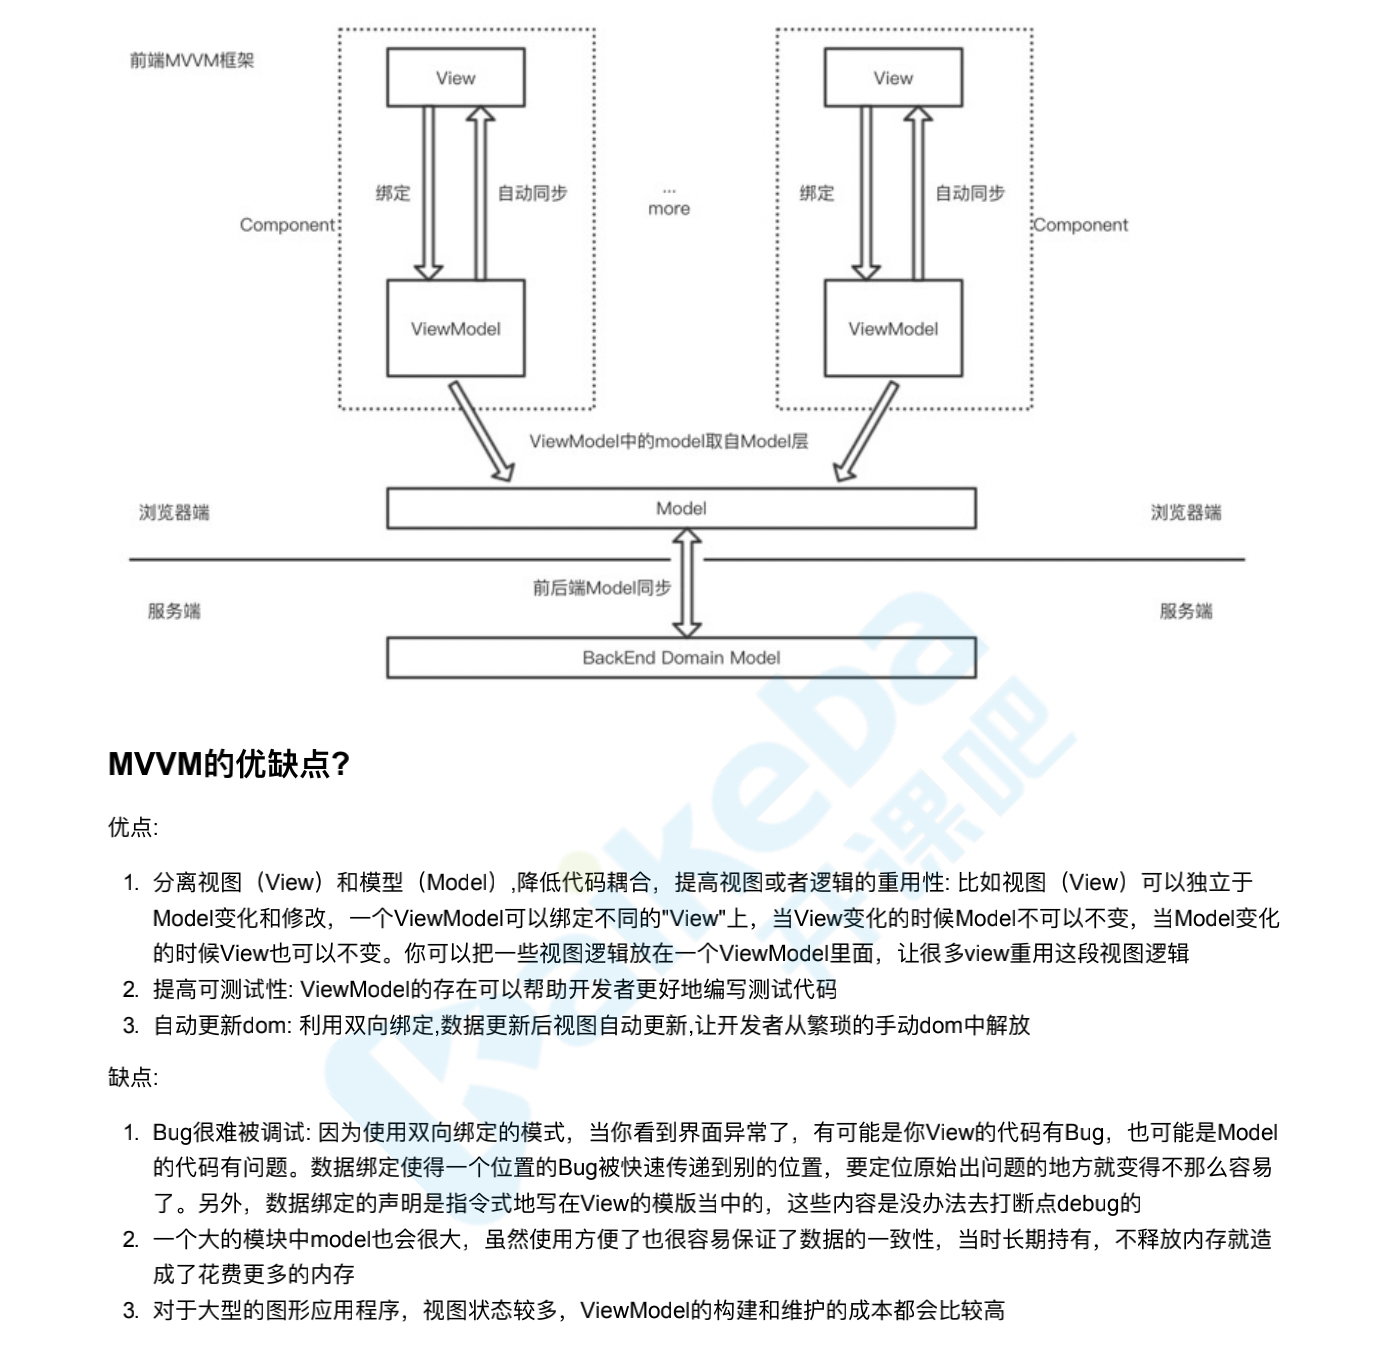 前端MVVM框架
View
View
绑定
自动同步
...
more
绑定
自动同步
Component
Component
ViewModel
ViewModel
ViewModel中的model取自Model层
浏览器端
Model
浏览器端
前后端Model同步
服务端
服务端
BackEnd Domain Model
MVVM的优缺点?
优点:
1. 分离视图（View）和模型（Model）,降低代码耦合，提高视图或者逻辑的重用性: 比如视图（View）可以独立于
Model变化和修改，一个ViewModel可以绑定不同的"View"上，当View变化的时候Model不可以不变，当Model变化
的时候View也可以不变。你可以把一些视图逻辑放在一个ViewModel里面，让很多view重用这段视图逻辑
2. 提高可测试性: ViewModel的存在可以帮助开发者更好地编写测试代码
3. 自动更新dom: 利用双向绑定,数据更新后视图自动更新,让开发者从繁琐的手动dom中解放
缺点:
1. Bug很难被调试: 因为使用双向绑定的模式，当你看到界面异常了，有可能是你View的代码有Bug，也可能是Model
的代码有问题。数据绑定使得一个位置的Bug被快速传递到别的位置，要定位原始出问题的地方就变得不那么容易
了。另外，数据绑定的声明是指令式地写在View的模版当中的，这些内容是没办法去打断点debug的
2. 一个大的模块中model也会很大，虽然使用方便了也很容易保证了数据的一致性，当时长期持有，不释放内存就造
成了花费更多的内存
3. 对于大型的图形应用程序，视图状态较多，ViewModel的构建和维护的成本都会比较高
kaikeba
开课吧